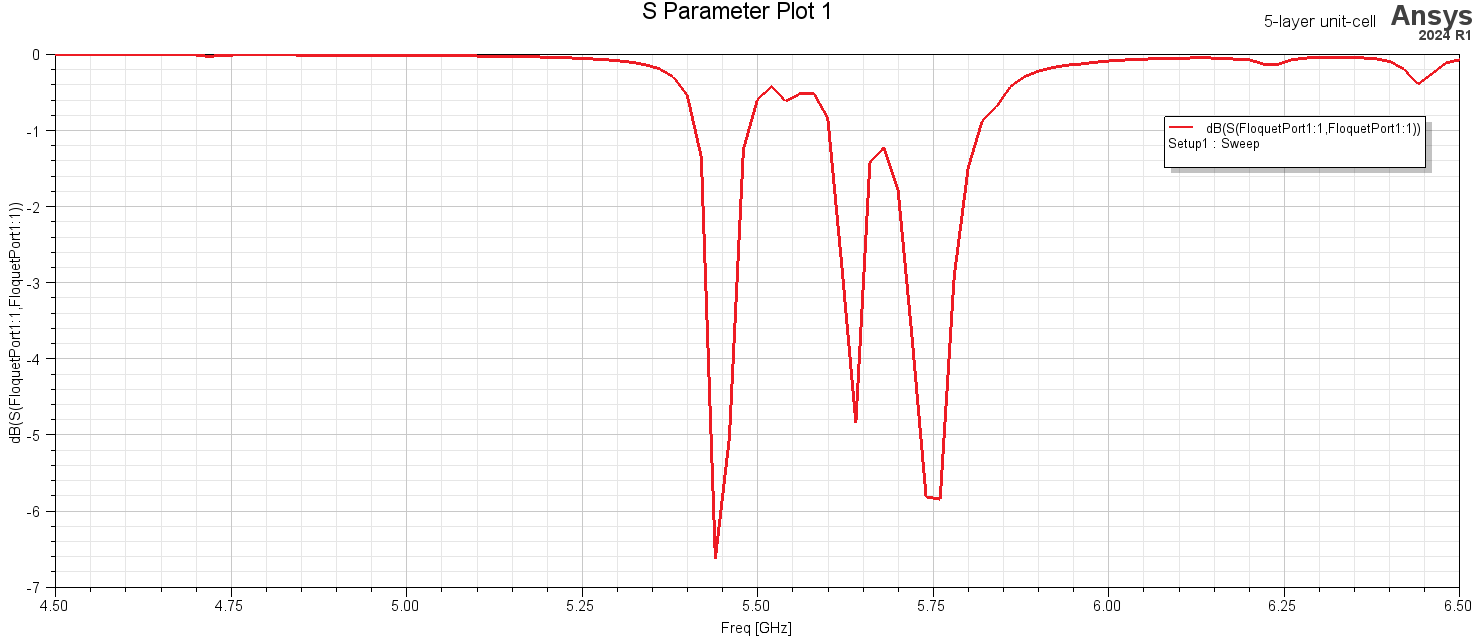 S Parameter Plot 1
5-layer unit-cell
Ansys
2024 R1
dB(S(FloquetPort1:1,FloquetPort1:1))
0
-1
-2
-3
-4
-5
-6
-7
dB(S(FloquetPort1:1,FloquetPort1:1))
Setup1 : Sweep
4.50 4.75 5.00 5.25 5.50 5.75 6.00 6.25 6.50
Freq [GHz]